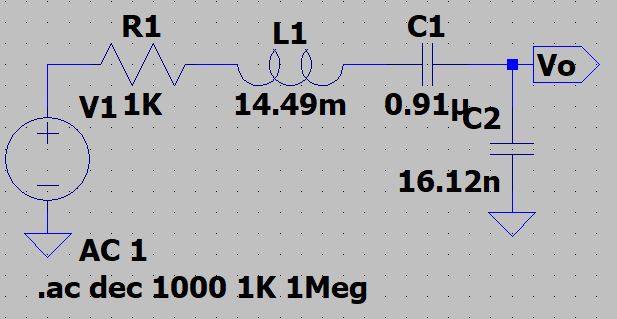 R1
L1
C1
Vo
V1
1K
14.49m
0.91µ
C2
16.12n
AC 1
.ac dec 1000 1K 1Meg